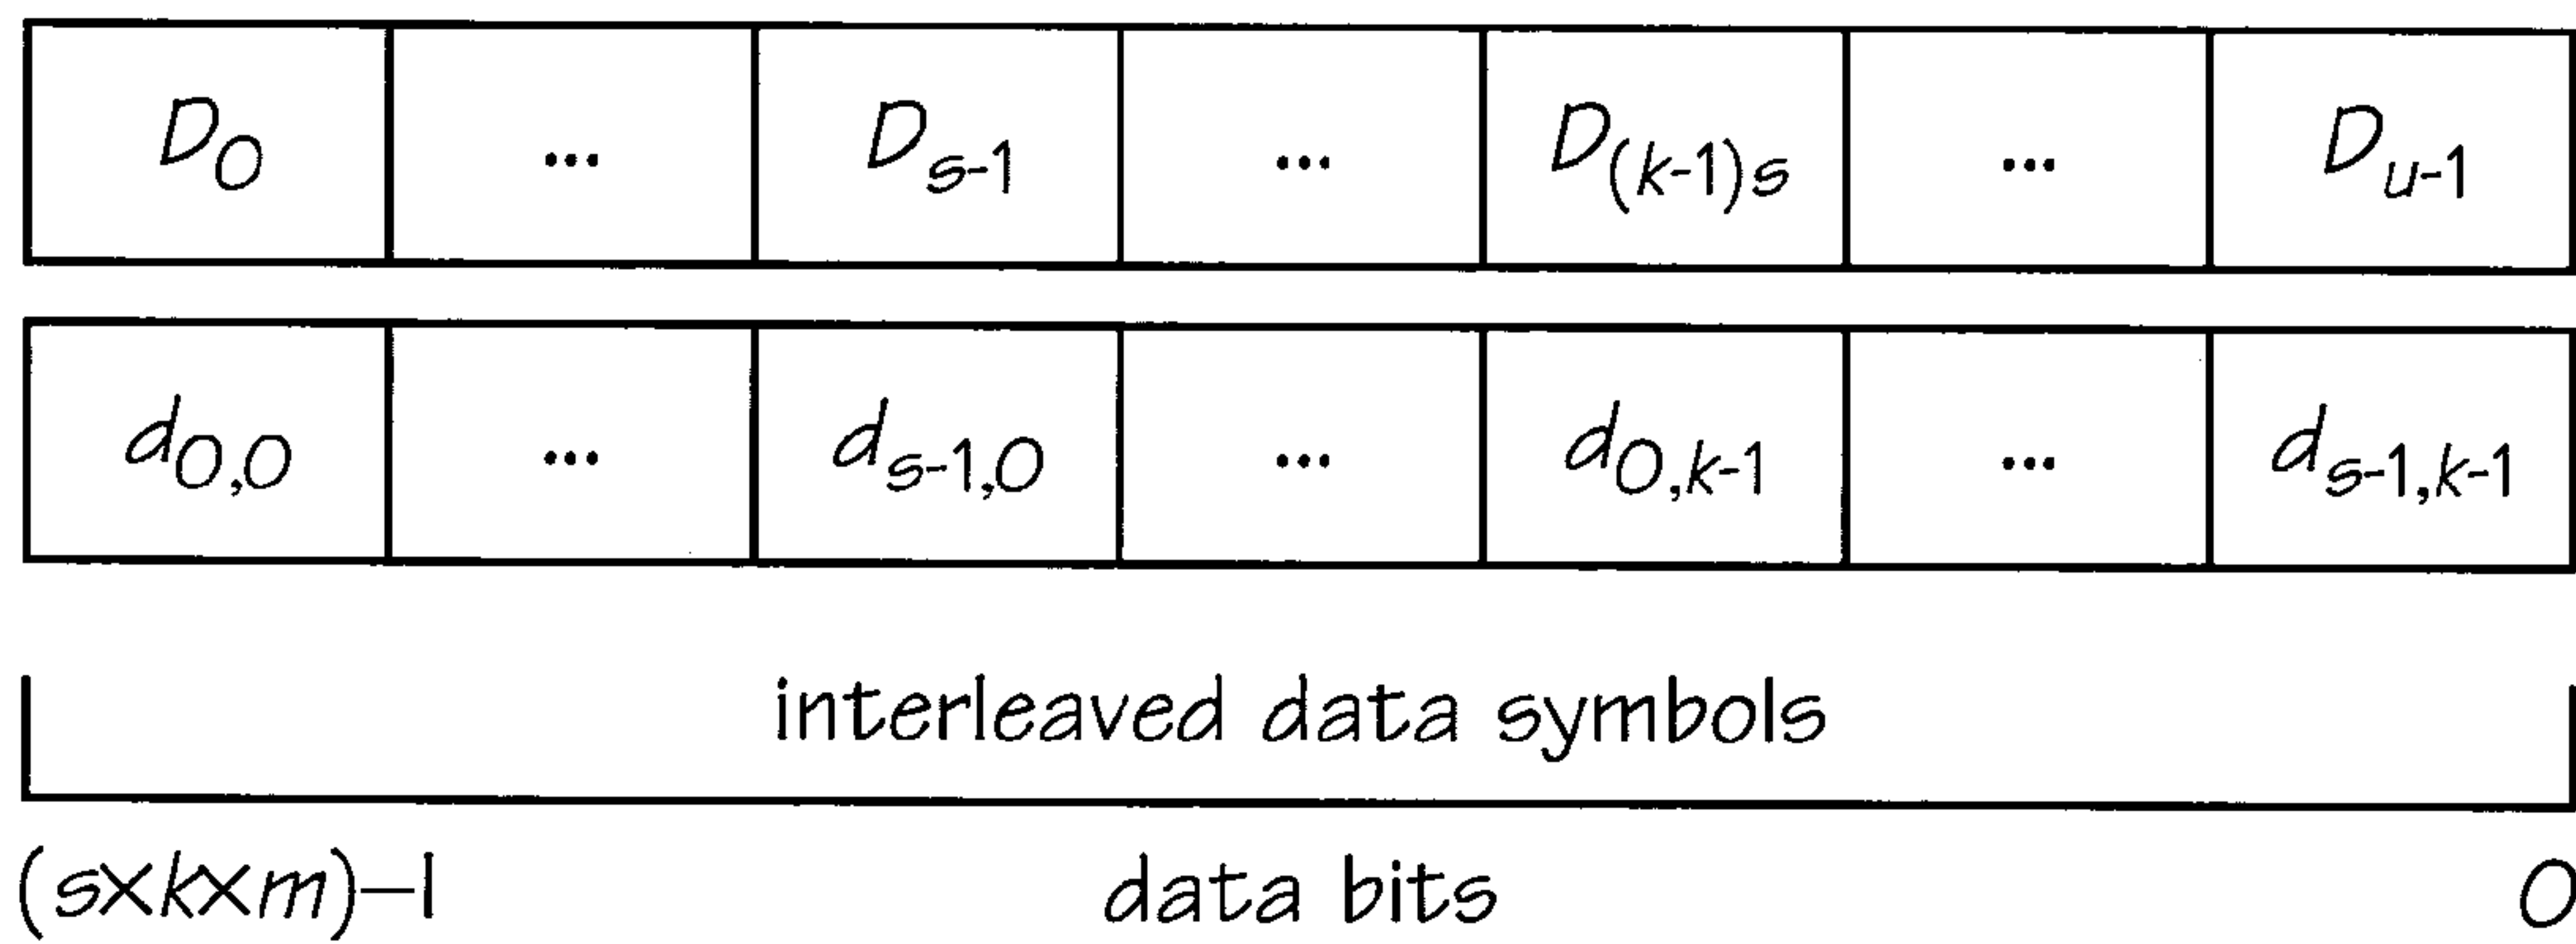 D0 ... Ds-1 ... D(k-1)s ... Du-1
d0,0 ... ds-1,0 ... d0,k-1 ... ds-1,k-1
interleaved data symbols
(s×k×m)–1 data bits 0